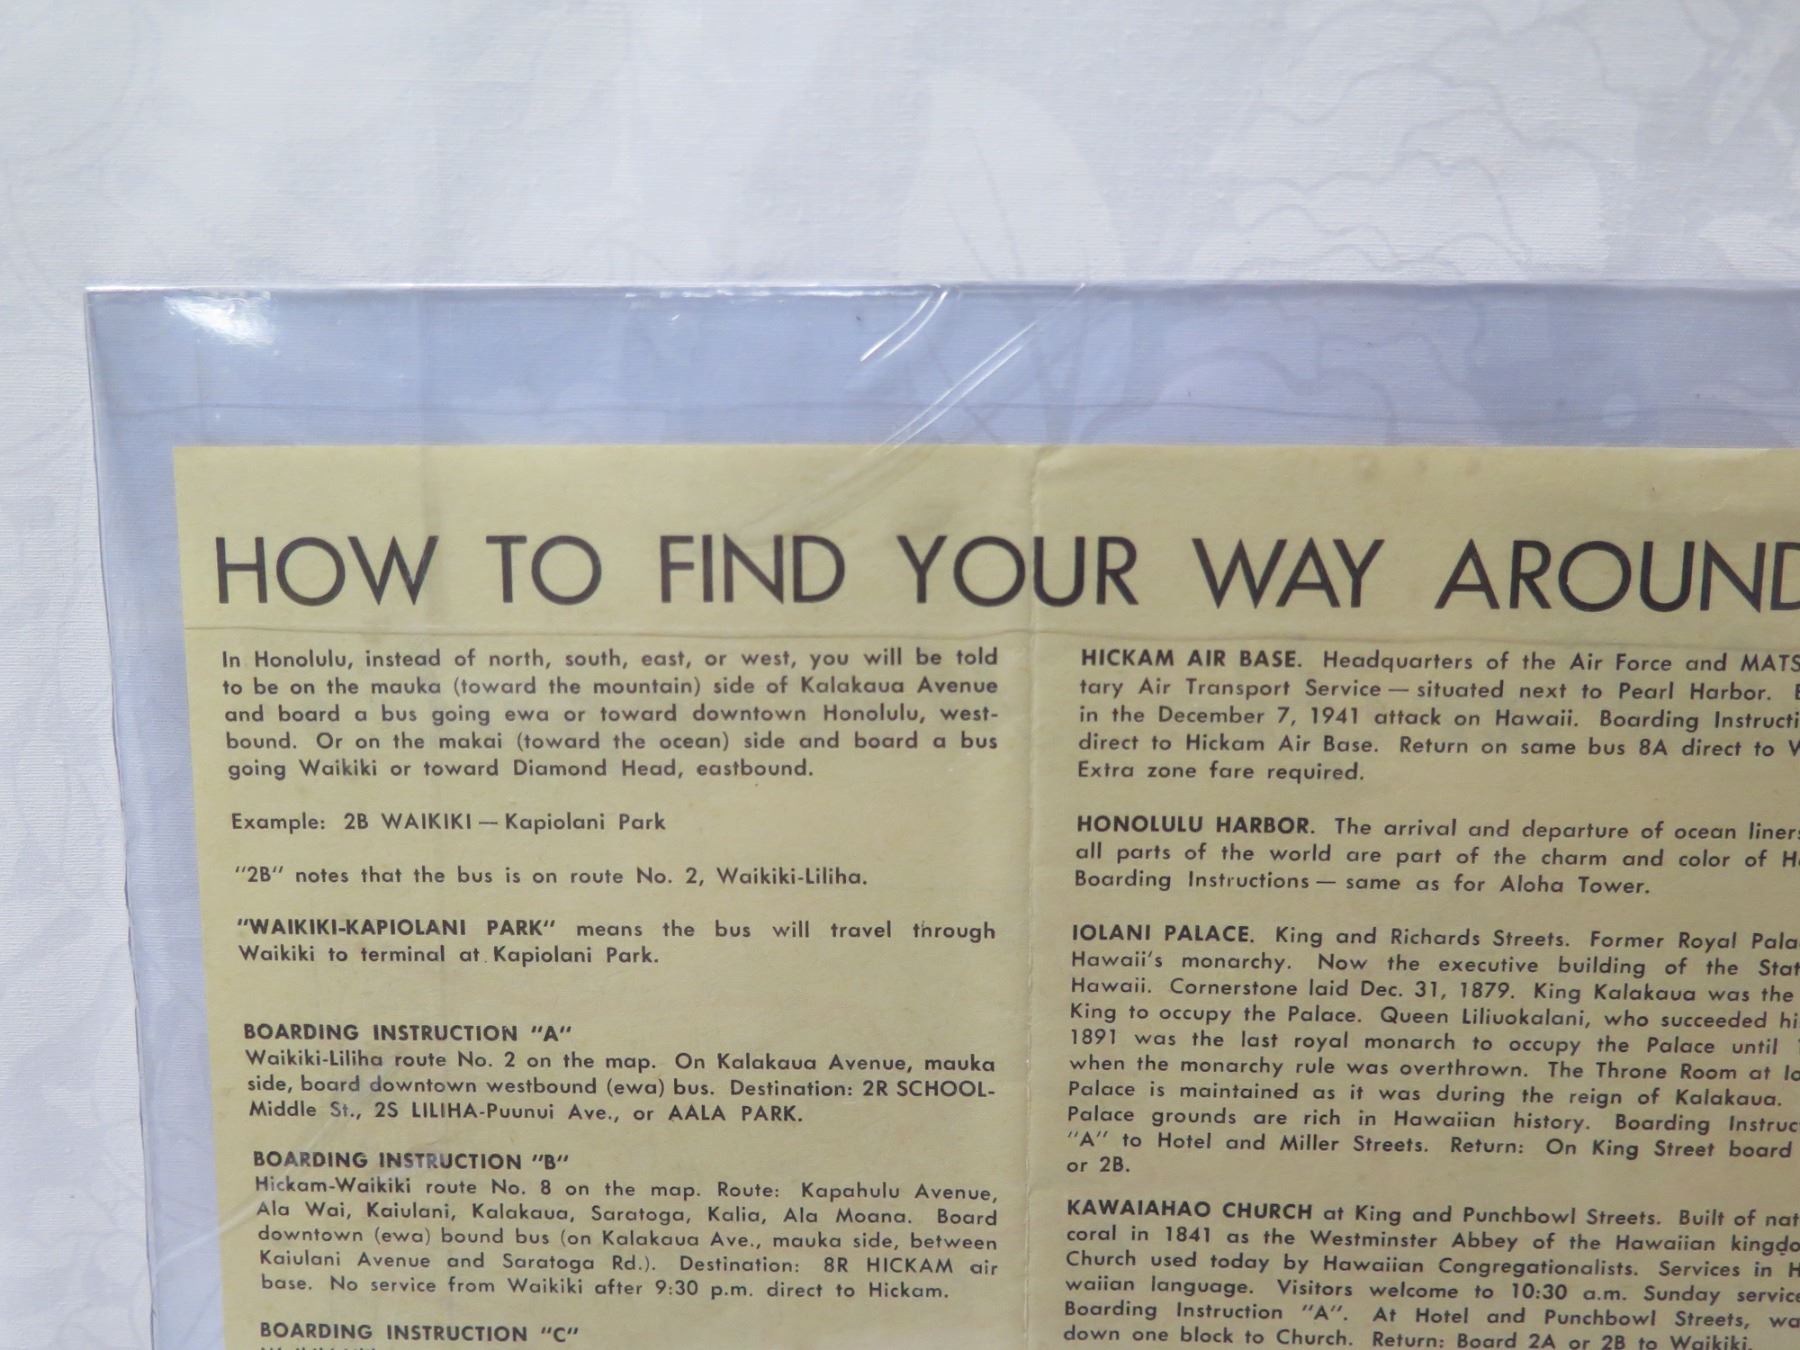 HOW TO FIND YOUR WAY AROUND
In Honolulu, instead of north, south, east, or west, you will be told
to be on the mauka (toward the mountain) side of Kalakaua Avenue
and board a bus going ewa or toward downtown Honolulu, west-
bound. Or on the makai (toward the ocean) side and board a bus
going Waikiki or toward Diamond Head, eastbound.
Example: 2B WAIKIKI — Kapiolani Park
"2B" notes that the bus is on route No. 2, Waikiki-Liliha.
"WAIKIKI-KAPIOLANI PARK" means the bus will travel through
Waikiki to terminal at Kapiolani Park.
BOARDING INSTRUCTION "A"
Waikiki-Liliha route No. 2 on the map. On Kalakaua Avenue, mauka
side, board downtown westbound (ewa) bus. Destination: 2R SCHOOL-
Middle St., 2S LILIHA-Puunui Ave., or AALA PARK.
BOARDING INSTRUCTION "B"
Hickam-Waikiki route No. 8 on the map. Route: Kapahulu Avenue,
Ala Wai, Kaiulani, Kalakaua, Saratoga, Kalia, Ala Moana. Board
downtown (ewa) bound bus (on Kalakaua Ave., mauka side, between
Kaiulani Avenue and Saratoga Rd.). Destination: 8R HICKAM air
base. No service from Waikiki after 9:30 p.m. direct to Hickam.
BOARDING INSTRUCTION "C"
HICKAM AIR BASE. Headquarters of the Air Force and MATS
tary Air Transport Service — situated next to Pearl Harbor.
in the December 7, 1941 attack on Hawaii. Boarding Instructi
direct to Hickam Air Base. Return on same bus 8A direct to
Extra zone fare required.
HONOLULU HARBOR. The arrival and departure of ocean liners
all parts of the world are part of the charm and color of H
Boarding Instructions — same as for Aloha Tower.
IOLANI PALACE. King and Richards Streets. Former Royal Pala
Hawaii's monarchy. Now the executive building of the Stat
Hawaii. Cornerstone laid Dec. 31, 1879. King Kalakaua was the
King to occupy the Palace. Queen Liliuokalani, who succeeded hi
1891 was the last royal monarch to occupy the Palace until
when the monarchy rule was overthrown. The Throne Room at Io
Palace is maintained as it was during the reign of Kalakaua.
Palace grounds are rich in Hawaiian history. Boarding Instruc
"A" to Hotel and Miller Streets. Return: On King Street board
or 2B.
KAWAIAHAO CHURCH at King and Punchbowl Streets. Built of nat
coral in 1841 as the Westminster Abbey of the Hawaiian kingdo
Church used today by Hawaiian Congregationalists. Services in H
waiian language. Visitors welcome to 10:30 a.m. Sunday service
Boarding Instruction "A". At Hotel and Punchbowl Streets, wa
down one block to Church. Return: Board 2A or 2B to Waikiki.